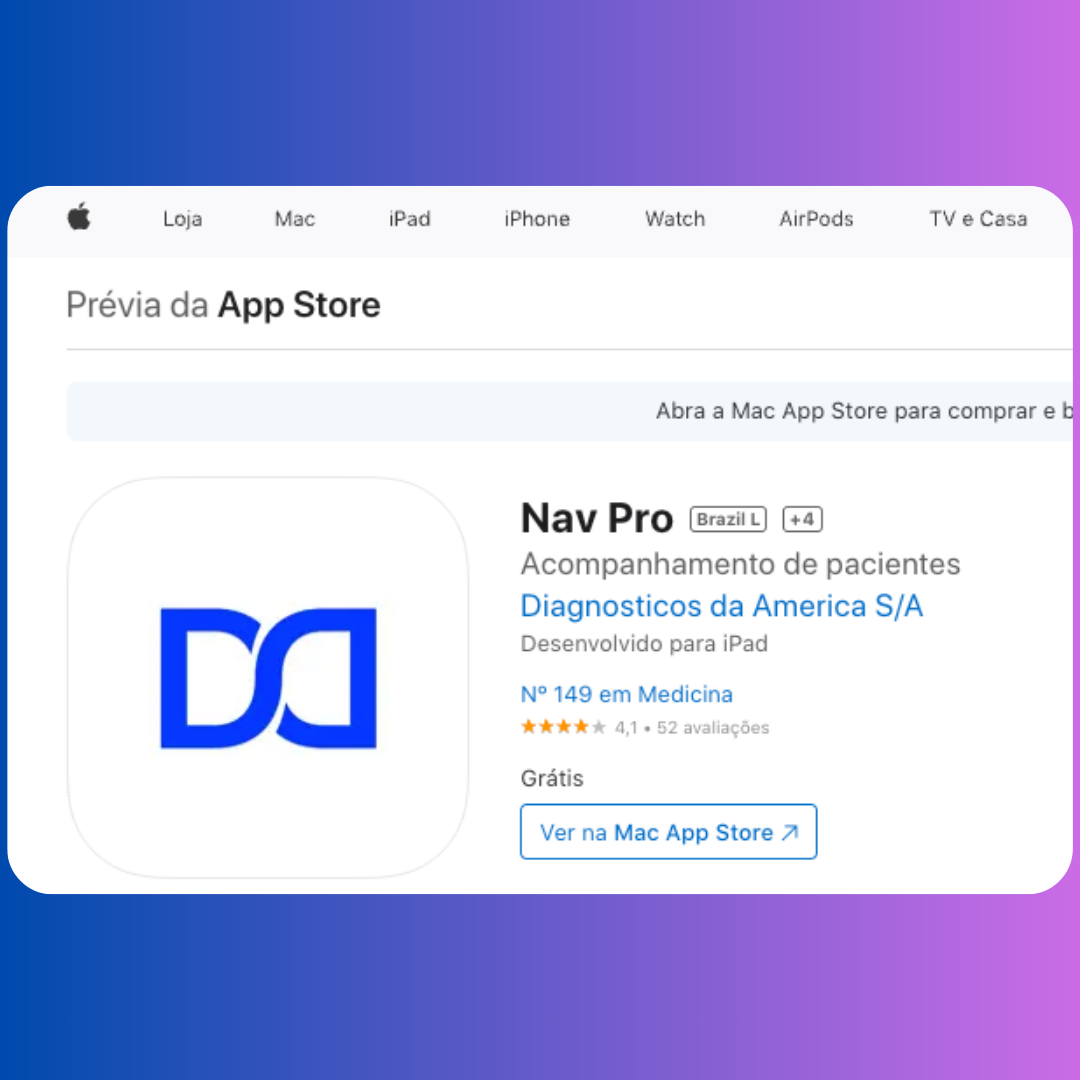 Loja Mac iPad iPhone Watch AirPods TV e Casa
Prévia da App Store
Abra a Mac App Store para comprar e b
Nav Pro Brazil L +4
Acompanhamento de pacientes
Diagnosticos da America S/A
Desenvolvido para iPad
Nº 149 em Medicina
4,1 • 52 avaliações
Grátis
Ver na Mac App Store ↗